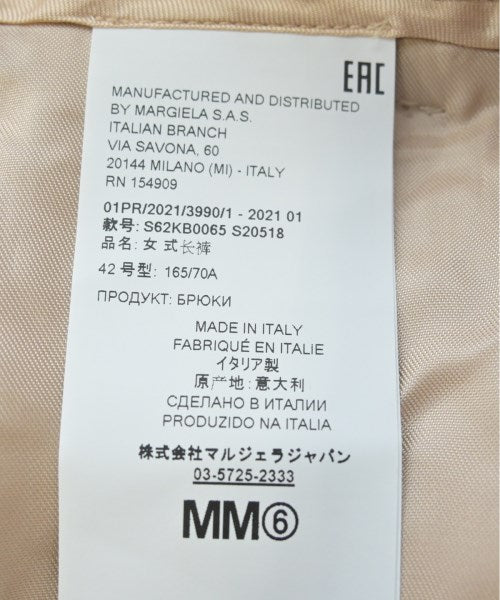 EAC
MANUFACTURED AND DISTRIBUTED
BY MARGIELA S.A.S.
ITALIAN BRANCH
VIA SAVONA, 60
20144 MILANO (MI) - ITALY
RN 154909
01PR/2021/3990/1 - 2021 01
款号: S62KB0065 S20518
品名: 女 式长裤
42 号型: 165/70A
ПРОДУКТ: БРЮКИ
MADE IN ITALY
FABRIQUÉ EN ITALiE
イタリア製
原产地: 意大利
СДЕЛАНО В ИТАЛИИ
PRODUZIDO NA ITALIA
株式会社マルジェラジャパン
03-5725-2333
MM⑥